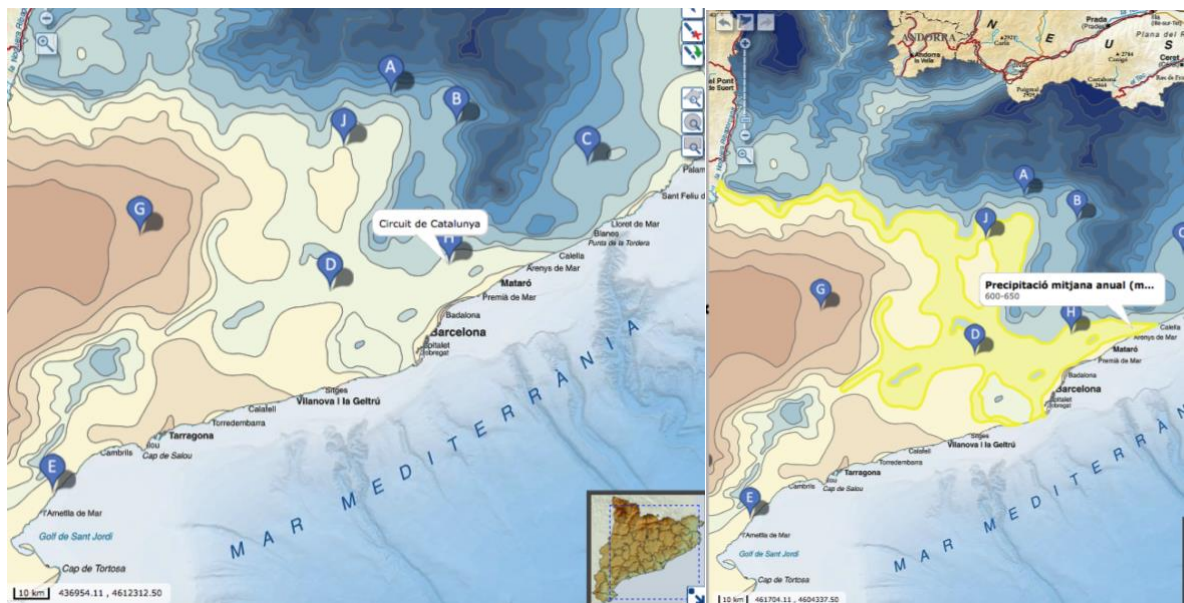 A
B
J
C
Palam
Sant Feliu d
G
Circuit de Catalunya
Lloret de Mar
Blanes
Punta de la Tordera
H
Calella
D
Arenys de Mar
Mataró
Premià de Mar
Badalona
Barcelona
Sitges
Vilanova i la Geltrú
Calafell
Torredembarra
Tarragona
Cambrils
Cap de Salou
E
l'Ametlla de Mar
Golf de Sant Jordi
Cap de Tortosa
MAR MEDITERRÀNIA
10 km 436954.11 , 4612312.50
ANDORRA
Andorra
la Vella
N E U S
Prada
(Prades)
Plana del R
Ceret
el Pont
de Suert
A
B
J
C
G
Precipitació mitjana anual (m...
600-650
H
Calella
Arenys de Mar
D
Mataró
Premià de Mar
Badalona
Barcelona
Sitges
Vilanova i la Geltrú
Calafell
Torredembarra
Tarragona
Cambrils
Cap de Salou
E
l'Ametlla de Mar
Golf de Sant Jordi
Cap de Tortosa
MAR MEDITERRÀN
10 km 461704.11 , 4604337.50